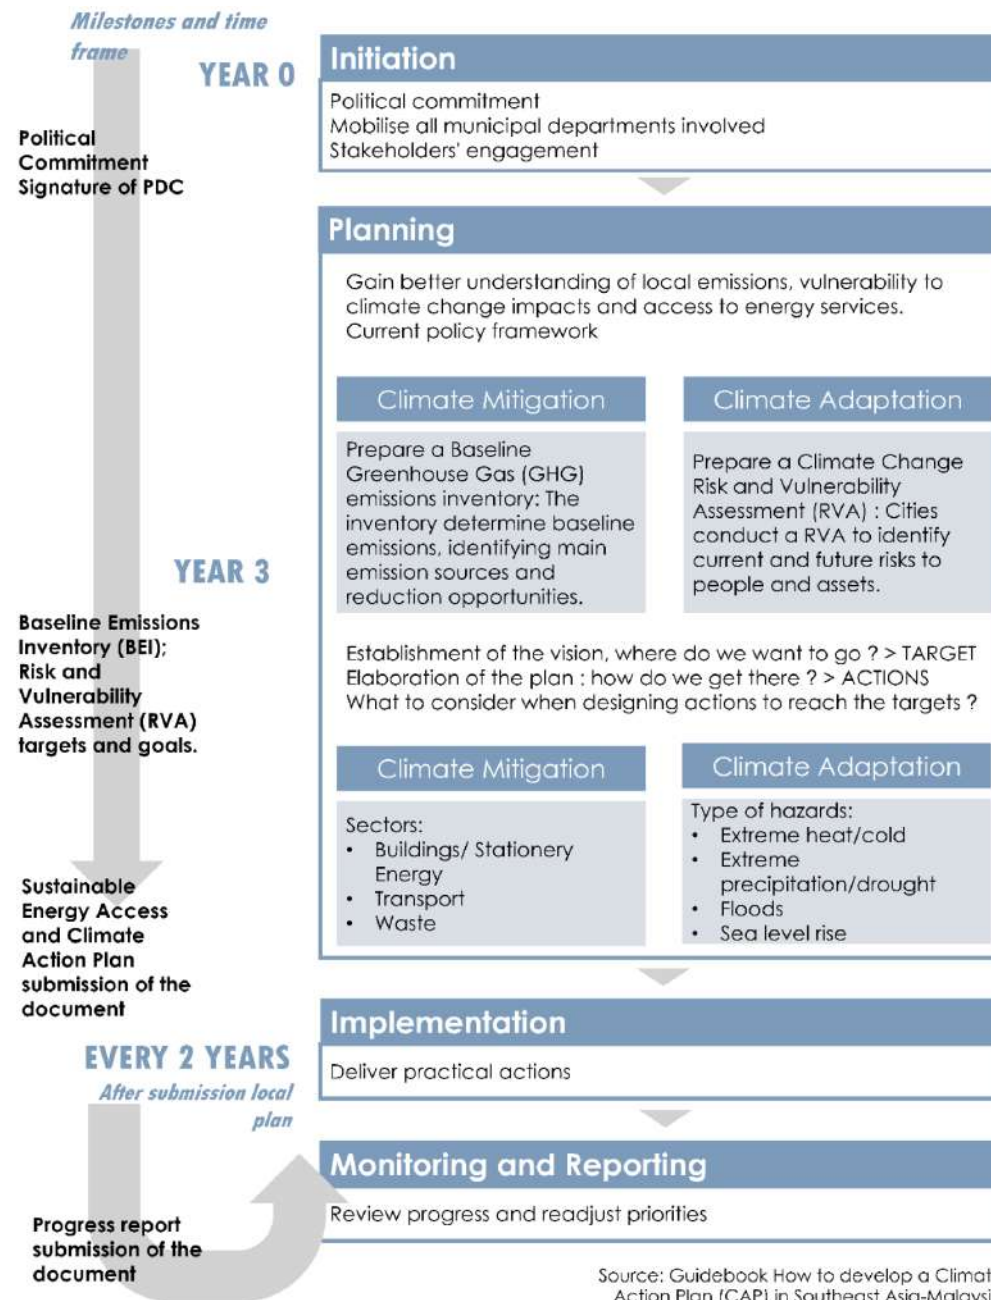 Milestones and time
frame
YEAR 0
Political
Commitment
Signature of PDC
Initiation
Political commitment
Mobilise all municipal departments involved
Stakeholders' engagement
Planning
Gain better understanding of local emissions, vulnerability to
climate change impacts and access to energy services.
Current policy framework
Climate Mitigation
Prepare a Baseline
Greenhouse Gas (GHG)
emissions inventory: The
inventory determine baseline
emissions, identifying main
emission sources and
reduction opportunities.
Climate Adaptation
Prepare a Climate Change
Risk and Vulnerability
Assessment (RVA) : Cities
conduct a RVA to identify
current and future risks to
people and assets.
YEAR 3
Baseline Emissions
Inventory (BEI);
Risk and
Vulnerability
Assessment (RVA)
targets and goals.
Establishment of the vision, where do we want to go ? > TARGET
Elaboration of the plan : how do we get there ? > ACTIONS
What to consider when designing actions to reach the targets ?
Climate Mitigation
Sectors:
• Buildings/ Stationery
Energy
• Transport
• Waste
Climate Adaptation
Type of hazards:
• Extreme heat/cold
• Extreme
precipitation/drought
• Floods
• Sea level rise
Sustainable
Energy Access
and Climate
Action Plan
submission of the
document
Implementation
Deliver practical actions
EVERY 2 YEARS
After submission local
plan
Monitoring and Reporting
Review progress and readjust priorities
Progress report
submission of the
document
Source: Guidebook How to develop a Climat
Action Plan (CAP) in Southeast Asia-Malaysi